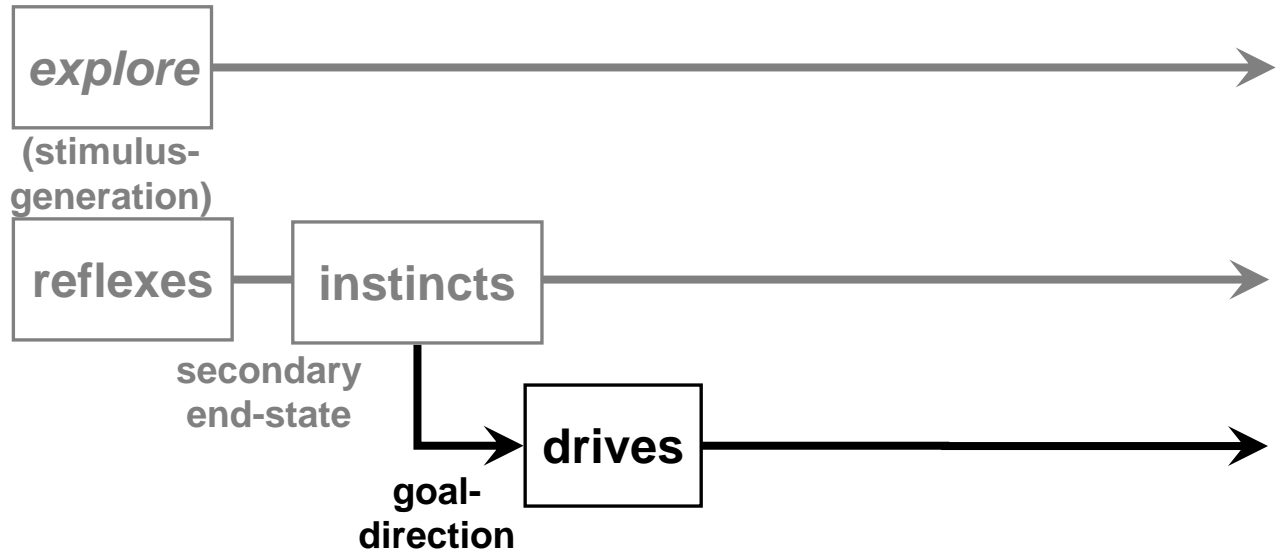 explore
(stimulus-
generation)
reflexes
instincts
secondary
end-state
drives
goal-
direction